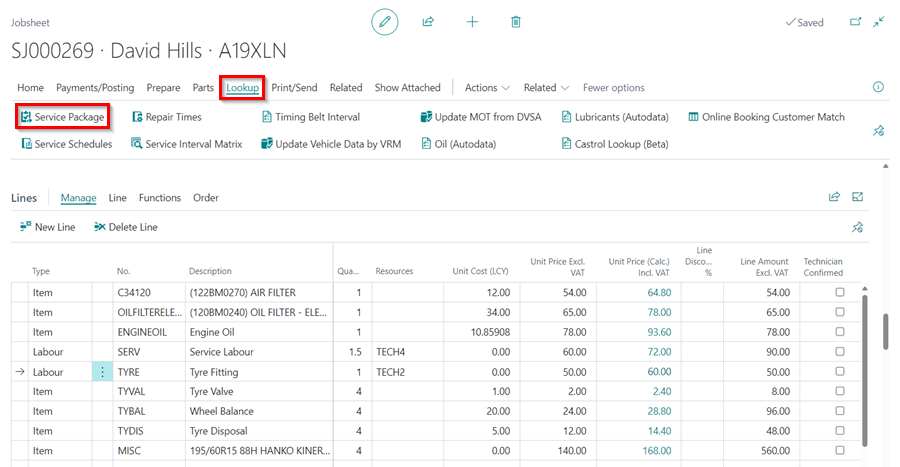 Jobsheet
Saved
SJ000269 · David Hills · A19XLN
Home Payments/Posting Prepare Parts Lookup Print/Send Related Show Attached Actions Related Fewer options
Service Package Repair Times Timing Belt Interval Update MOT from DVSA Lubricants (Autodata) Online Booking Customer Match
Service Schedules Service Interval Matrix Update Vehicle Data by VRM Oil (Autodata) Castrol Lookup (Beta)
Lines Manage Line Functions Order
New Line Delete Line
Type No. Description Qua... Resources Unit Cost (LCY) Unit Price Excl. VAT Unit Price (Calc.) Incl. VAT Line Disco... % Line Amount Excl. VAT Technician Confirmed
Item C34120 (122BM0270) AIR FILTER 1 12.00 54.00 64.80 54.00
Item OILFILTERELE... (120BM0240) OIL FILTER - ELE... 1 34.00 65.00 78.00 65.00
Item ENGINEOIL Engine Oil 1 10.85908 78.00 93.60 78.00
Labour SERV Service Labour 1.5 TECH4 0.00 60.00 72.00 90.00
Labour TYRE Tyre Fitting 1 TECH2 0.00 50.00 60.00 50.00
Item TYVAL Tyre Valve 4 1.00 2.00 2.40 8.00
Item TYBAL Wheel Balance 4 20.00 24.00 28.80 96.00
Item TYDIS Tyre Disposal 4 5.00 12.00 14.40 48.00
Item MISC 195/60R15 88H HANKO KINER... 4 0.00 140.00 168.00 560.00